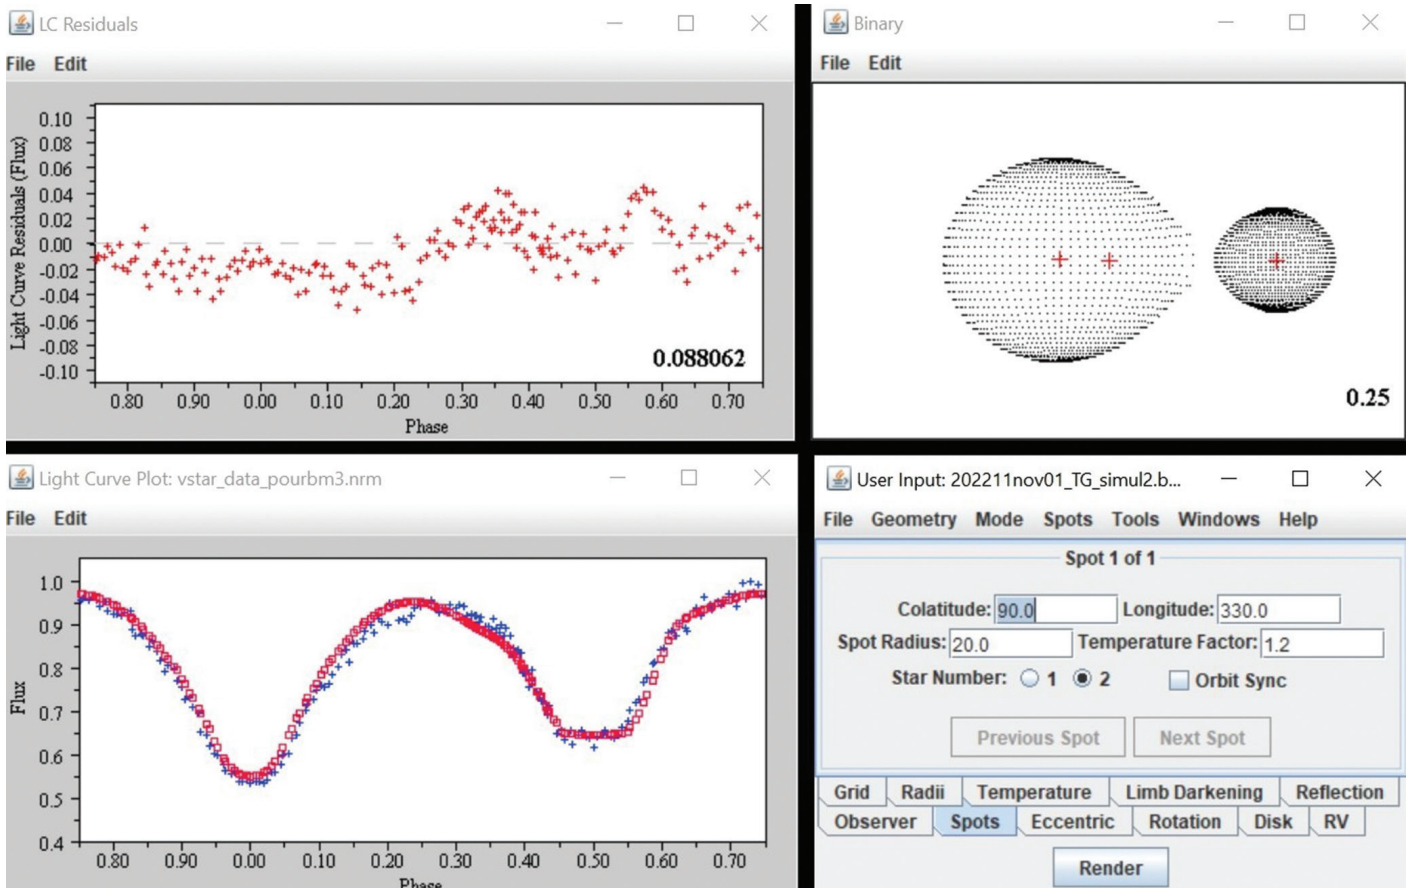 LC Residuals
File Edit
0.10
0.08
0.06
0.04
0.02
0.00
-0.02
-0.04
-0.06
-0.08
-0.10
Light Curve Residuals (Flux)
0.088062
0.80 0.90 0.00 0.10 0.20 0.30 0.40 0.50 0.60 0.70
Phase
Binary
File Edit
0.25
Light Curve Plot: vstar_data_pourbm3.nrm
File Edit
1.0
0.9
0.8
0.7
0.6
0.5
0.4
Flux
0.80 0.90 0.00 0.10 0.20 0.30 0.40 0.50 0.60 0.70
Phase
User Input: 202211nov01_TG_simul2.b...
File Geometry Mode Spots Tools Windows Help
Spot 1 of 1
Colatitude: 90.0 Longitude: 330.0
Spot Radius: 20.0 Temperature Factor: 1.2
Star Number: 1 2 Orbit Sync
Previous Spot Next Spot
Grid Radii Temperature Limb Darkening Reflection
Observer Spots Eccentric Rotation Disk RV
Render